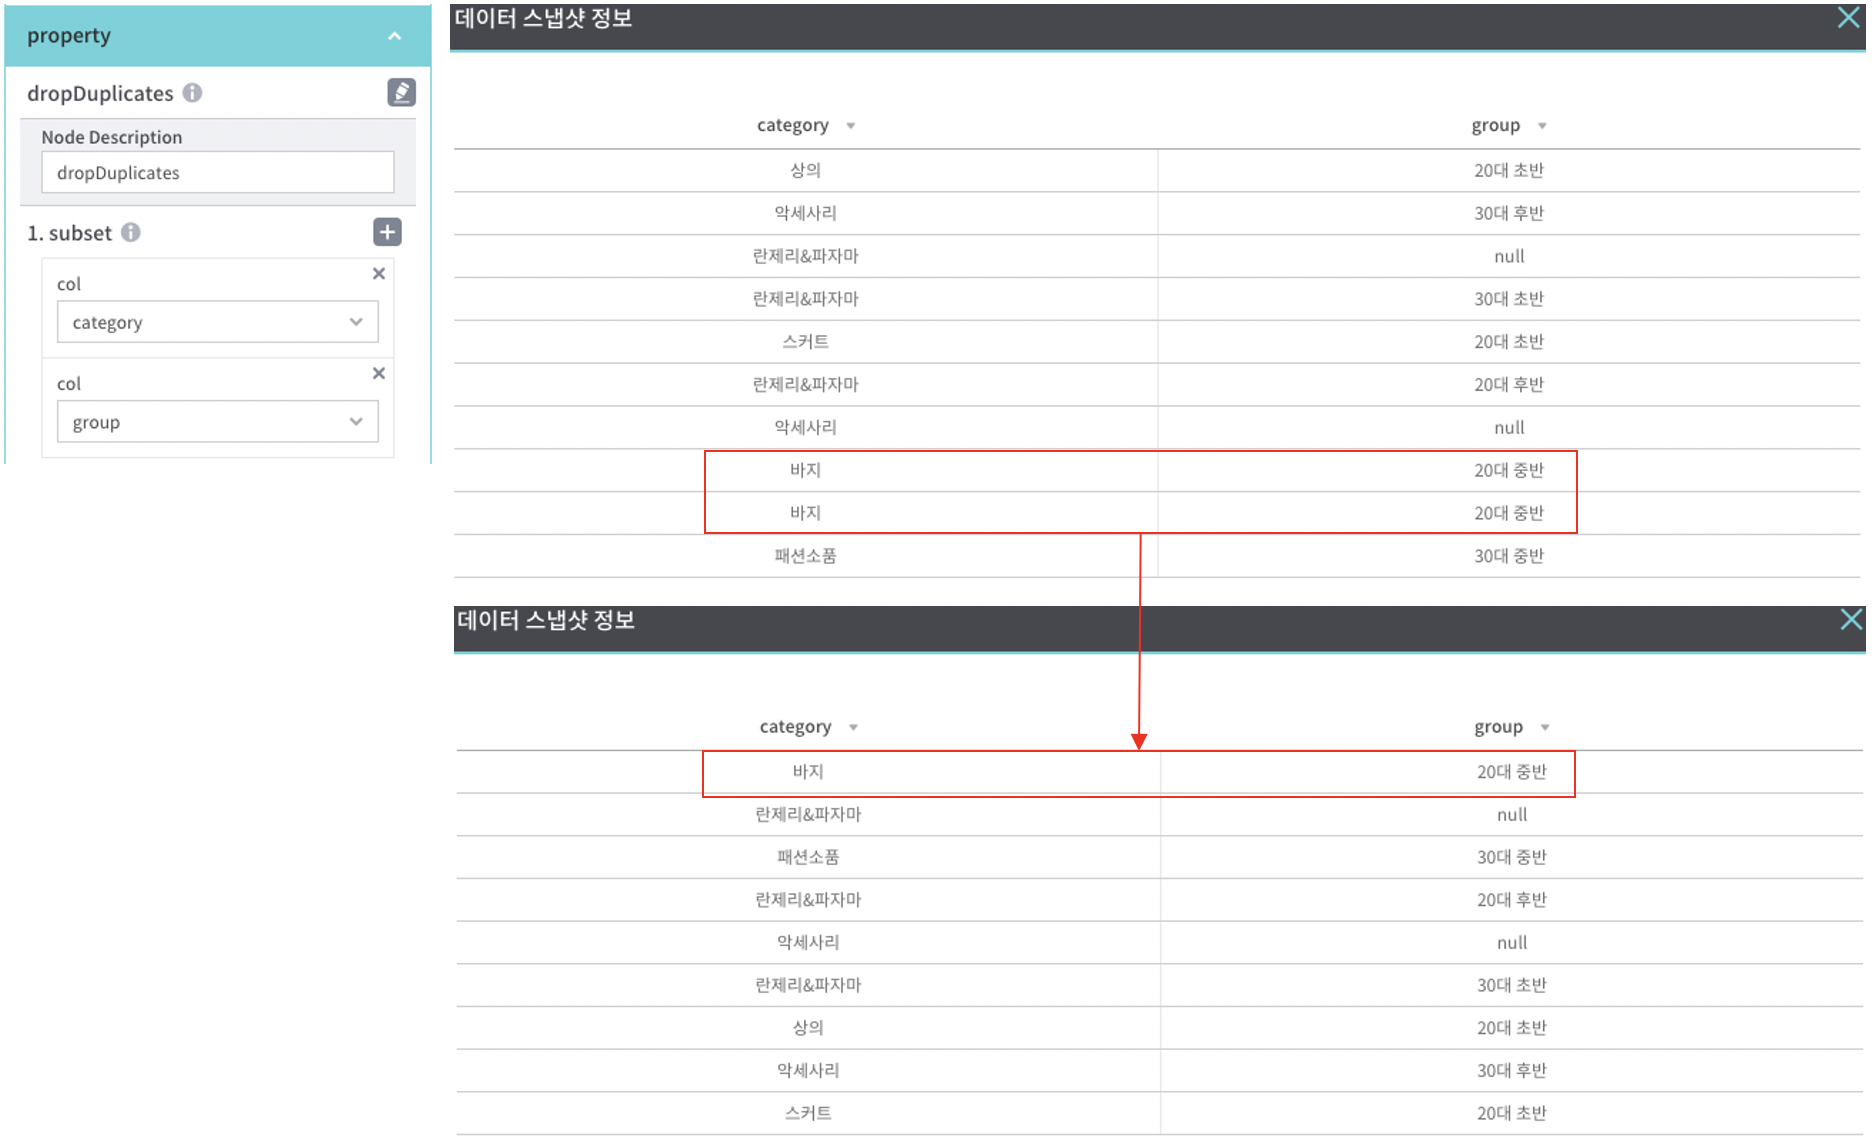 property
dropDuplicates
Node Description
dropDuplicates
1. subset
col
category
col
group
데이터 스냅샷 정보
category group
상의 20대 초반
악세사리 30대 후반
란제리&파자마 null
란제리&파자마 30대 초반
스커트 20대 초반
란제리&파자마 20대 후반
악세사리 null
바지 20대 중반
바지 20대 중반
패션소품 30대 중반
데이터 스냅샷 정보
category group
바지 20대 중반
란제리&파자마 null
패션소품 30대 중반
란제리&파자마 20대 후반
악세사리 null
란제리&파자마 30대 초반
상의 20대 초반
악세사리 30대 후반
스커트 20대 초반